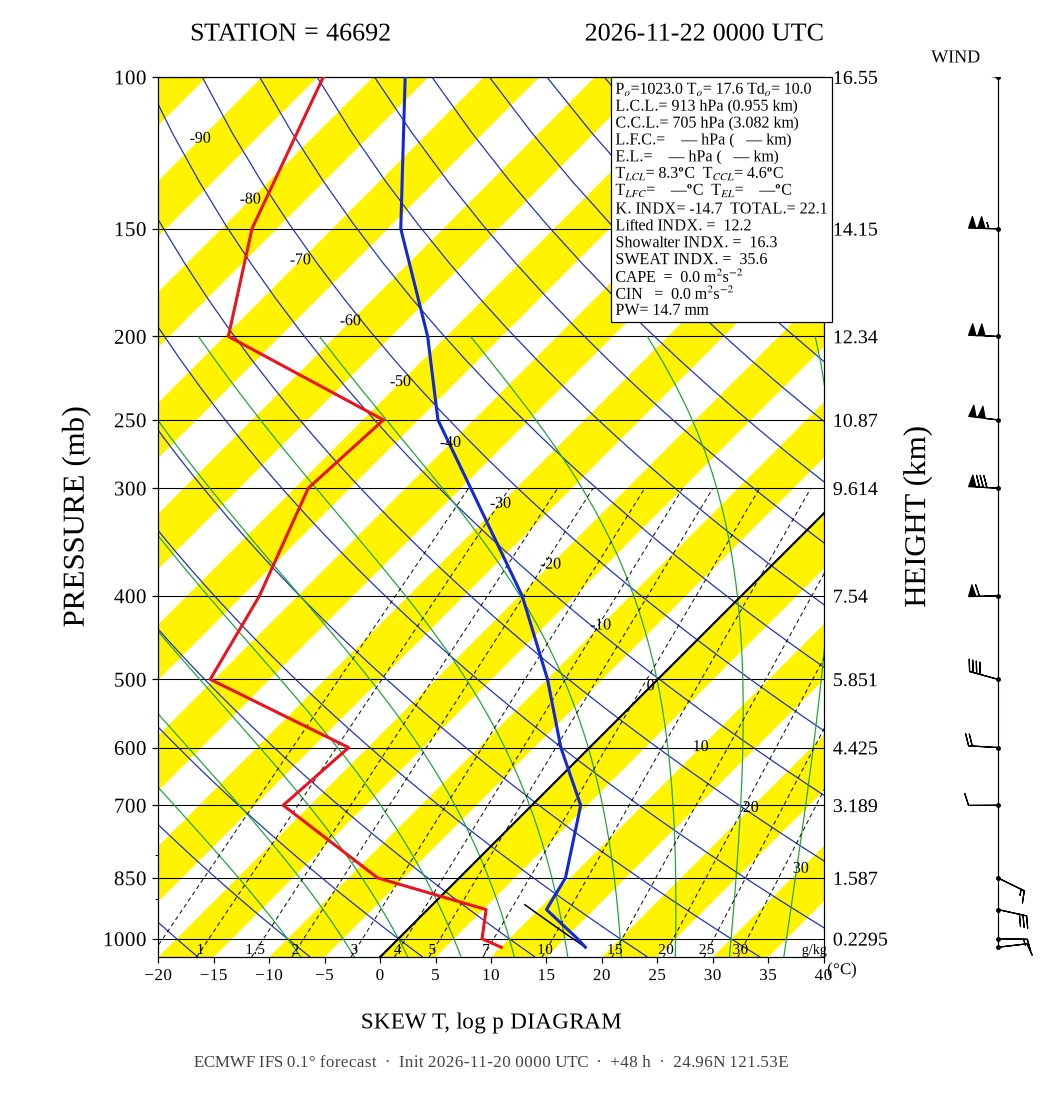 STATION = 46692
2026-11-22 0000 UTC
WIND
Pₒ=1023.0 Tₒ= 17.6 Tdₒ= 10.0
L.C.L.= 913 hPa (0.955 km)
C.C.L.= 705 hPa (3.082 km)
L.F.C.= — hPa ( — km)
E.L.= — hPa ( — km)
T_LCL= 8.3°C T_CCL= 4.6°C
T_LFC= —°C T_EL= —°C
K. INDX= -14.7 TOTAL.= 22.1
Lifted INDX. = 12.2
Showalter INDX. = 16.3
SWEAT INDX. = 35.6
CAPE = 0.0 m²s⁻²
CIN = 0.0 m²s⁻²
PW= 14.7 mm
PRESSURE (mb)
100
150
200
250
300
400
500
600
700
850
1000
-90
-80
-70
-60
-50
-40
-30
-20
-10
0
10
20
30
16.55
14.15
12.34
10.87
9.614
7.54
5.851
4.425
3.189
1.587
0.2295
HEIGHT (km)
1 1.5 2 3 4 5 7 10 15 20 25 30 g/kg
−20 −15 −10 −5 0 5 10 15 20 25 30 35 40 (°C)
SKEW T, log p DIAGRAM
ECMWF IFS 0.1° forecast · Init 2026-11-20 0000 UTC · +48 h · 24.96N 121.53E